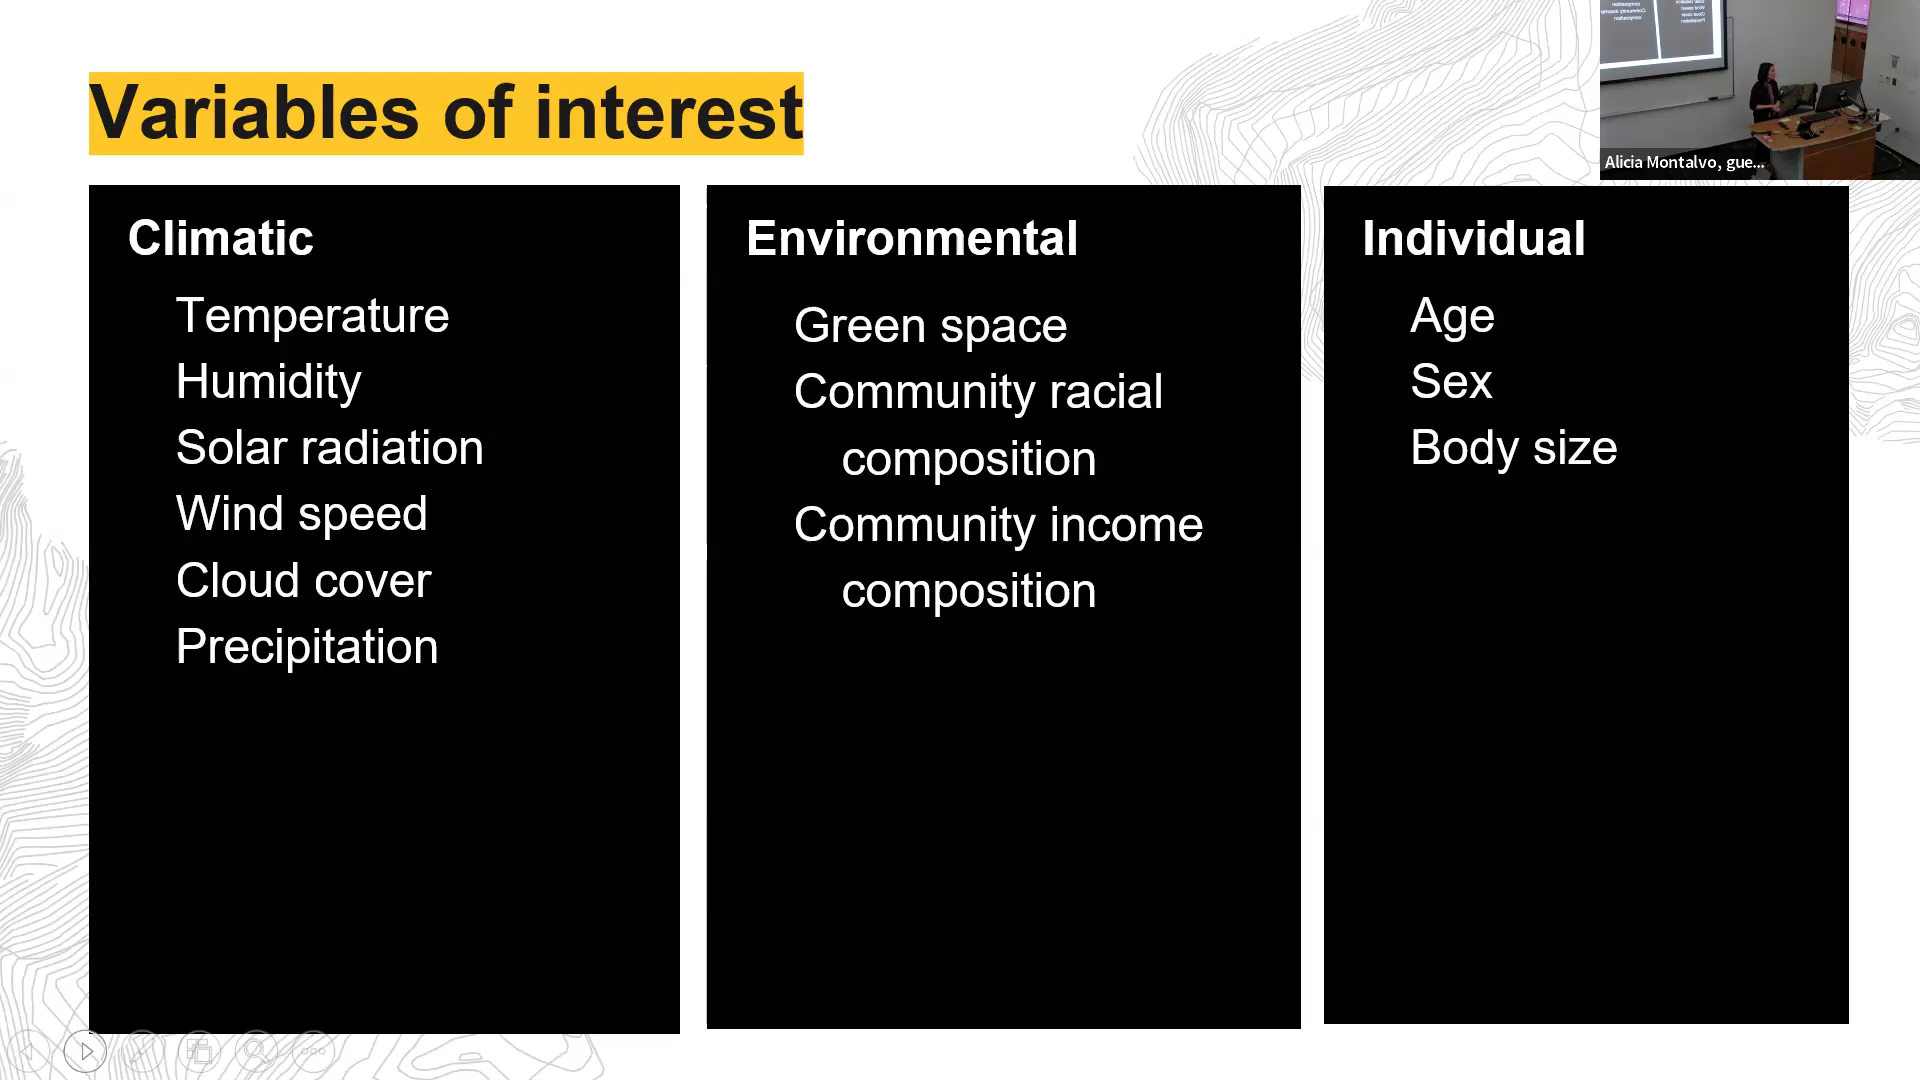 Variables of interest
Alicia Montalvo, gue...
Climatic
Temperature
Humidity
Solar radiation
Wind speed
Cloud cover
Precipitation
Environmental
Green space
Community racial
composition
Community income
composition
Individual
Age
Sex
Body size